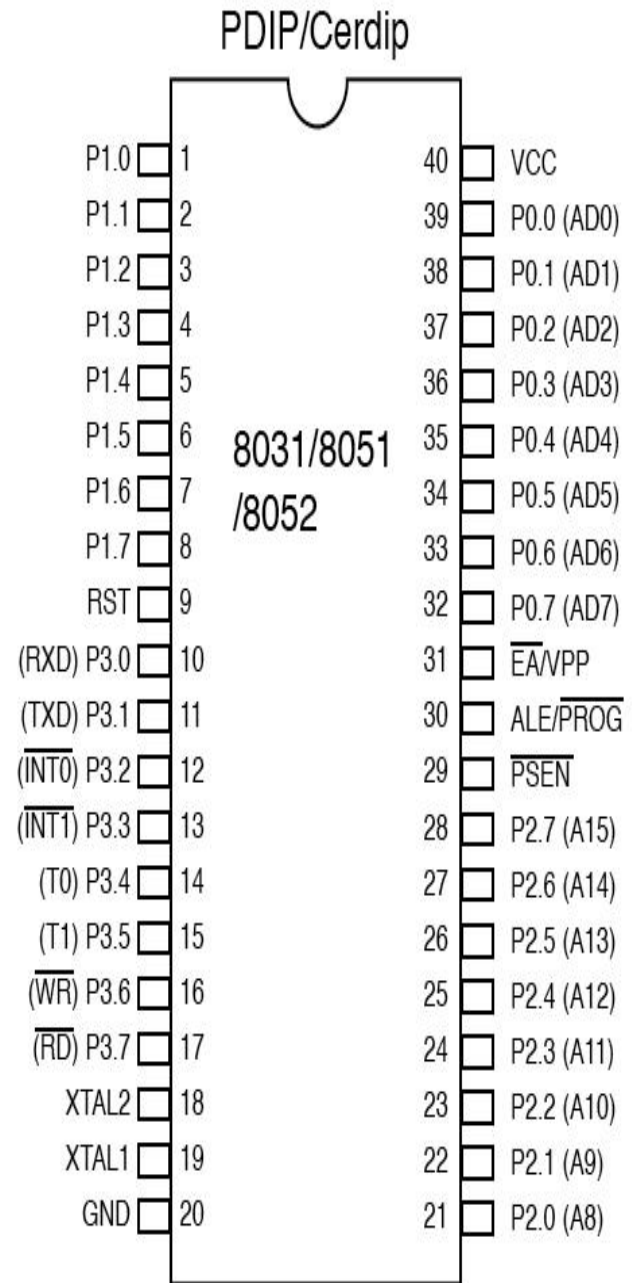 PDIP/Cerdip
P1.0 1 40 VCC
P1.1 2 39 P0.0 (AD0)
P1.2 3 38 P0.1 (AD1)
P1.3 4 37 P0.2 (AD2)
P1.4 5 36 P0.3 (AD3)
P1.5 6 8031/8051 35 P0.4 (AD4)
P1.6 7 /8052 34 P0.5 (AD5)
P1.7 8 33 P0.6 (AD6)
RST 9 32 P0.7 (AD7)
(RXD) P3.0 10 31 E̅A̅/VPP
(TXD) P3.1 11 30 ALE/P̅R̅O̅G̅
(I̅N̅T̅0̅) P3.2 12 29 P̅S̅E̅N̅
(I̅N̅T̅1̅) P3.3 13 28 P2.7 (A15)
(T0) P3.4 14 27 P2.6 (A14)
(T1) P3.5 15 26 P2.5 (A13)
(W̅R̅) P3.6 16 25 P2.4 (A12)
(R̅D̅) P3.7 17 24 P2.3 (A11)
XTAL2 18 23 P2.2 (A10)
XTAL1 19 22 P2.1 (A9)
GND 20 21 P2.0 (A8)